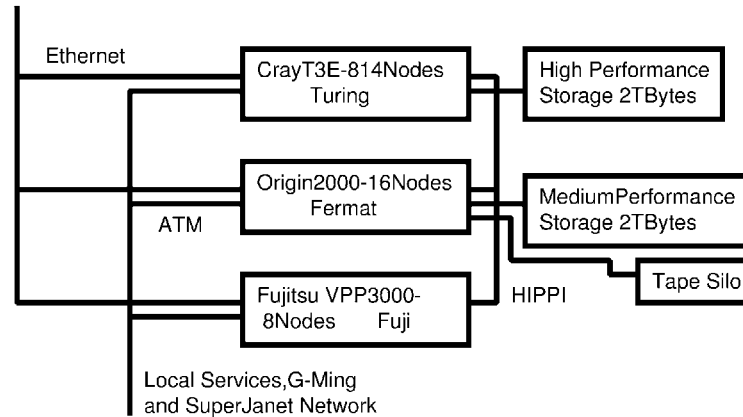 Ethernet
CrayT3E-814Nodes
Turing
High Performance
Storage 2TBytes
Origin2000-16Nodes
Fermat
MediumPerformance
Storage 2TBytes
ATM
Tape Silo
Fujitsu VPP3000-
8Nodes Fuji
HIPPI
Local Services,G-Ming
and SuperJanet Network